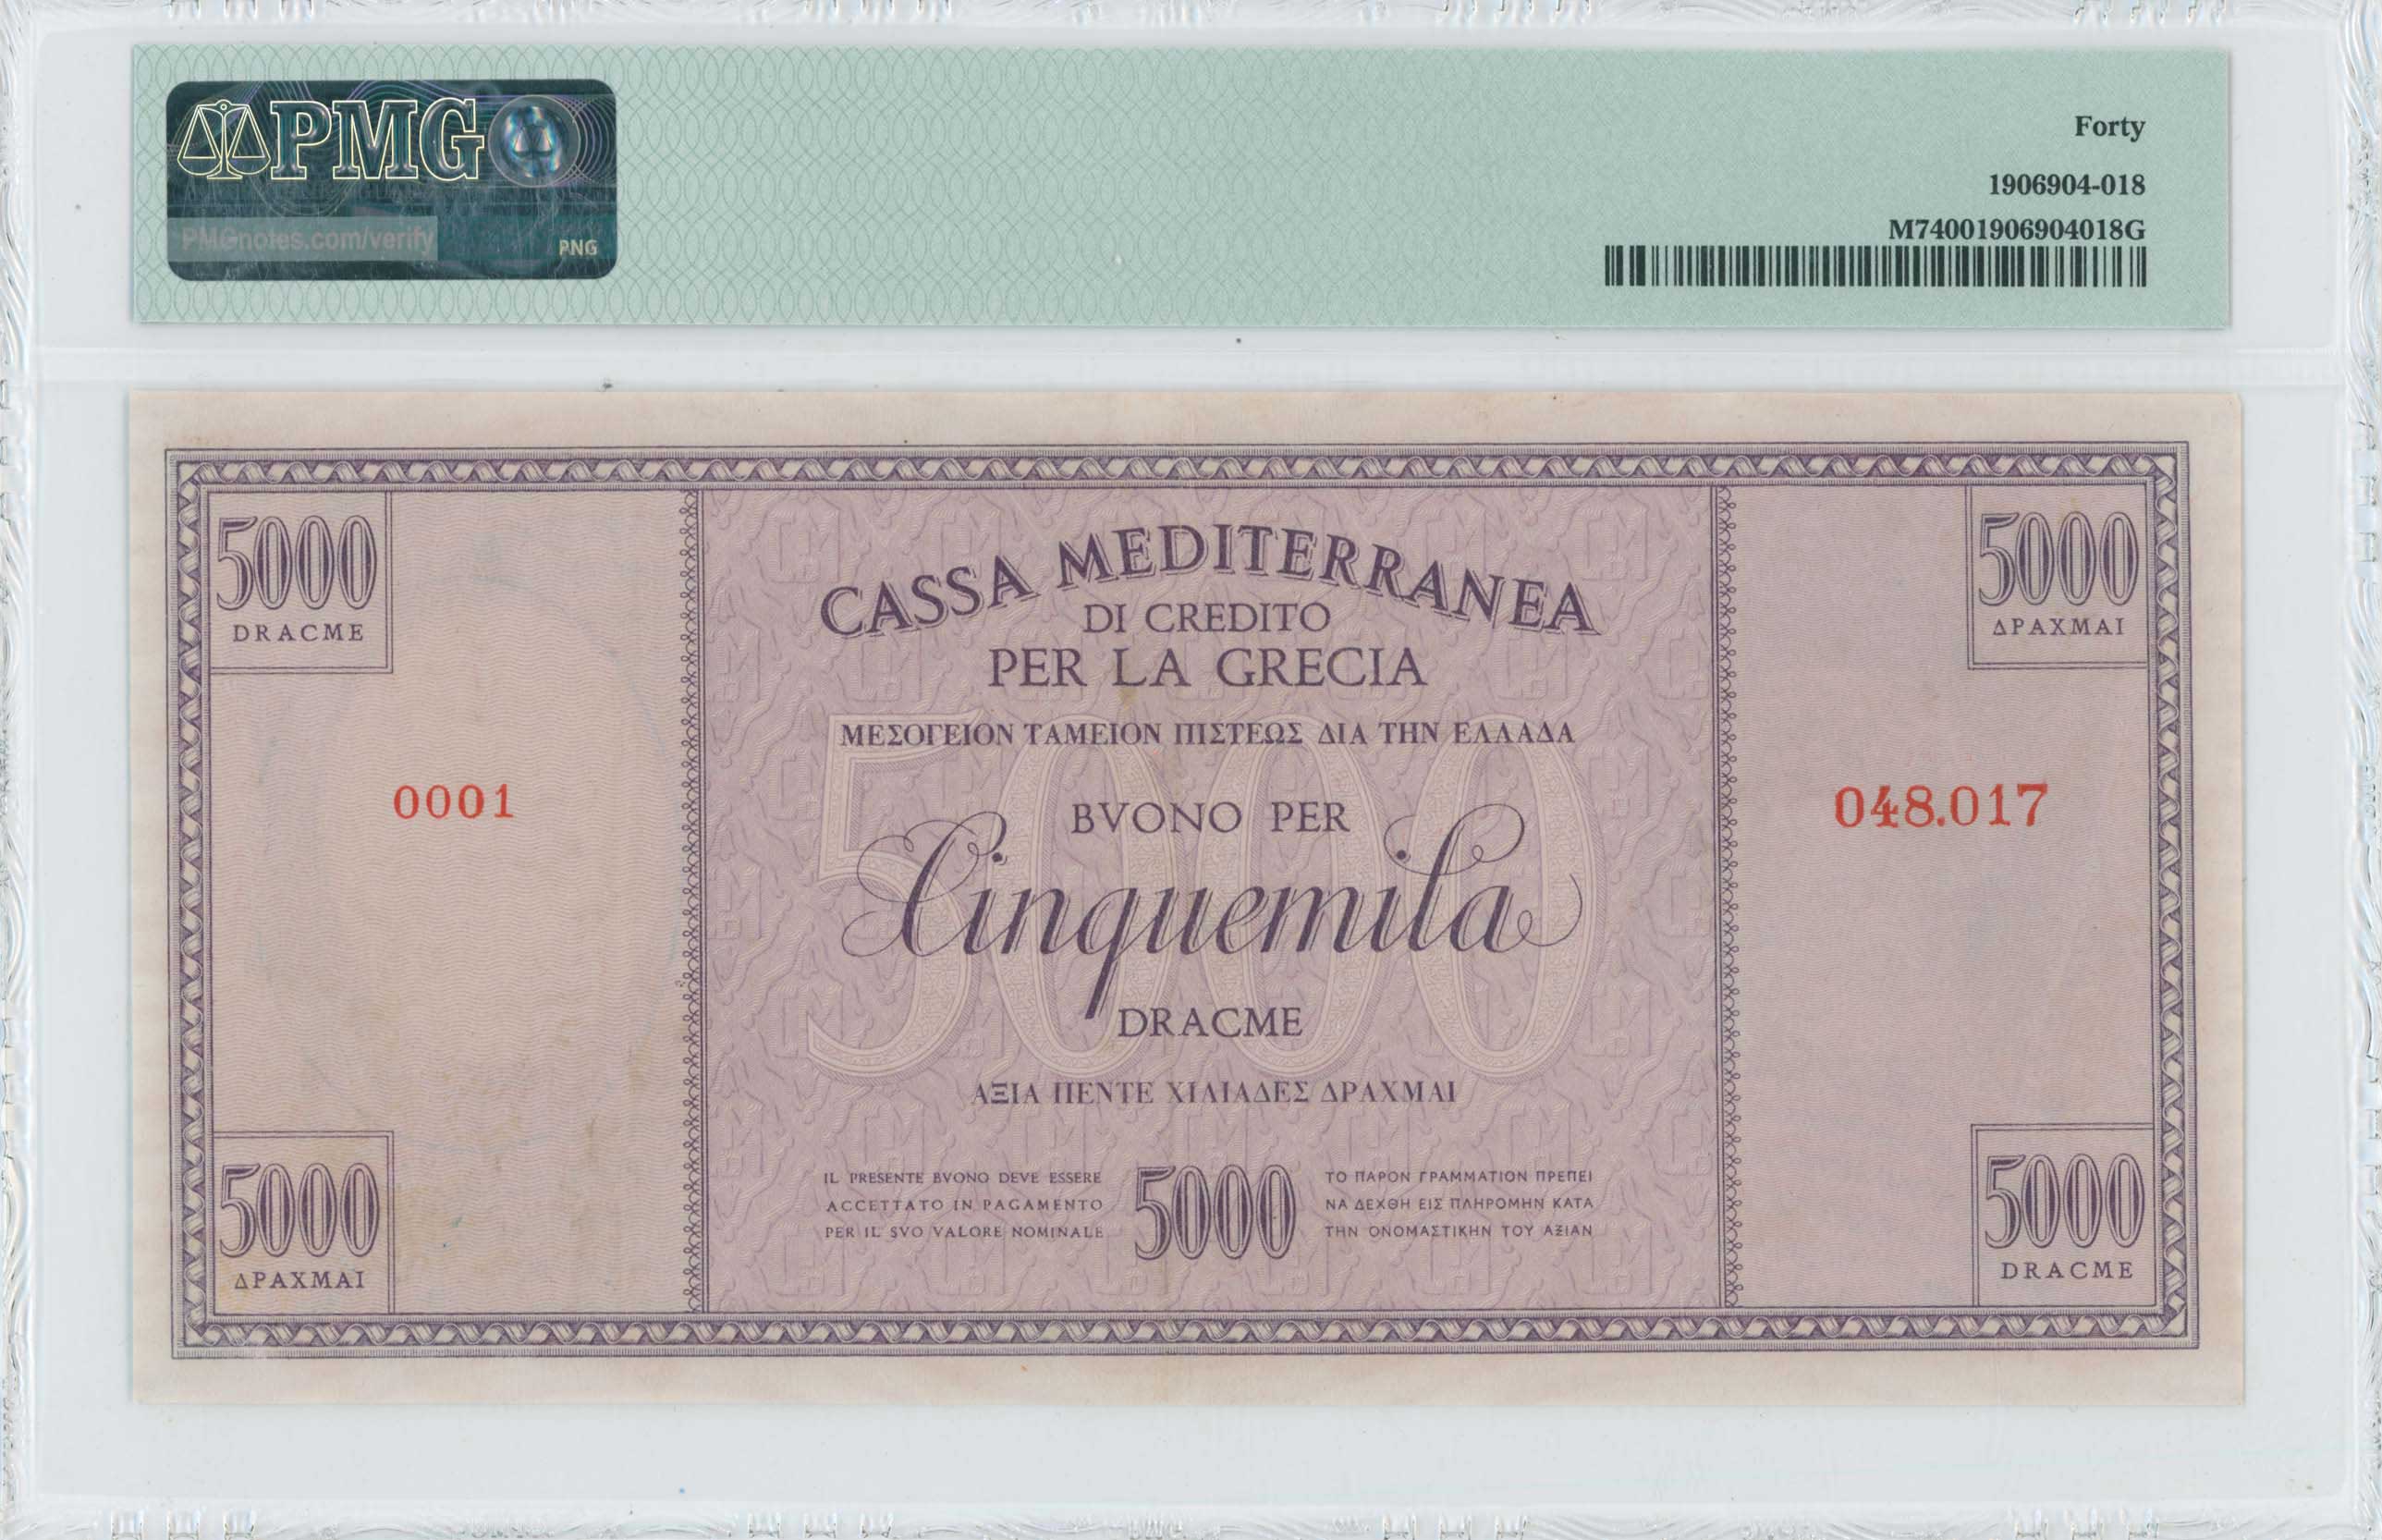 PMG
PMGnotes.com/verify
PNG
Forty
1906904-018
M74001906904018G
5000
DRACME
5000
ΔΡΑΧΜΑΙ
CASSA MEDITERRANEA
DI CREDITO
PER LA GRECIA
ΜΕΣΟΓΕΙΟΝ ΤΑΜΕΙΟΝ ΠΙΣΤΕΩΣ ΔΙΑ ΤΗΝ ΕΛΛΑΔΑ
0001
048.017
5000
BVONO PER
Cinquemila
DRACME
ΑΞΙΑ ΠΕΝΤΕ ΧΙΛΙΑΔΕΣ ΔΡΑΧΜΑΙ
5000
ΔΡΑΧΜΑΙ
IL PRESENTE BVONO DEVE ESSERE
ACCETTATO IN PAGAMENTO
PER IL SVO VALORE NOMINALE
5000
ΤΟ ΠΑΡΟΝ ΓΡΑΜΜΑΤΙΟΝ ΠΡΕΠΕΙ
ΝΑ ΔΕΧΘΗ ΕΙΣ ΠΛΗΡΟΜΗΝ ΚΑΤΑ
ΤΗΝ ΟΝΟΜΑΣΤΙΚΗΝ ΤΟΥ ΑΞΙΑΝ
5000
DRACME